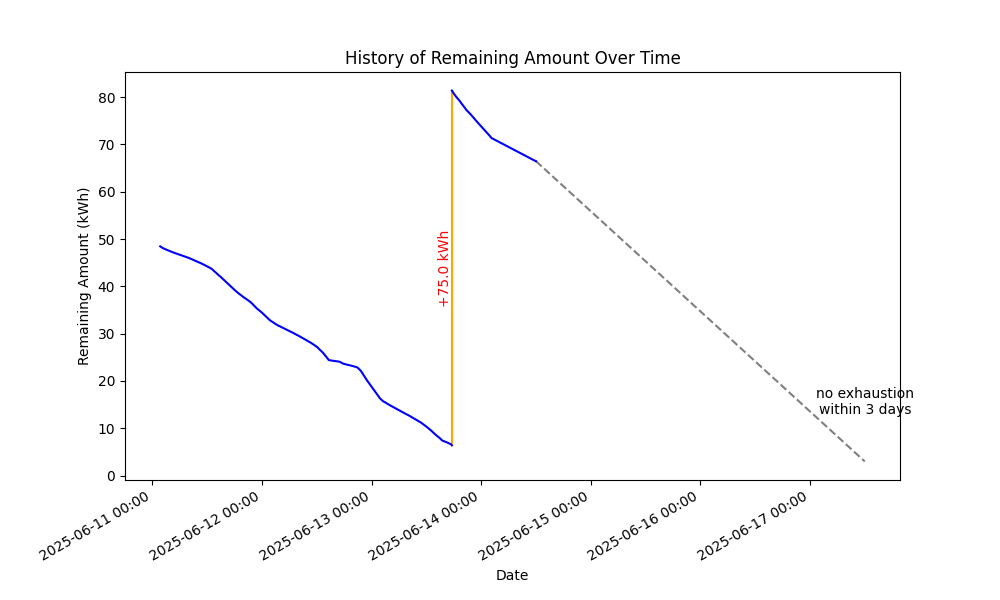 History of Remaining Amount Over Time
Remaining Amount (kWh)
80
70
60
50
40
30
20
10
0
+75.0 kWh
no exhaustion
within 3 days
2025-06-11 00:00
2025-06-12 00:00
2025-06-13 00:00
2025-06-14 00:00
2025-06-15 00:00
2025-06-16 00:00
2025-06-17 00:00
Date